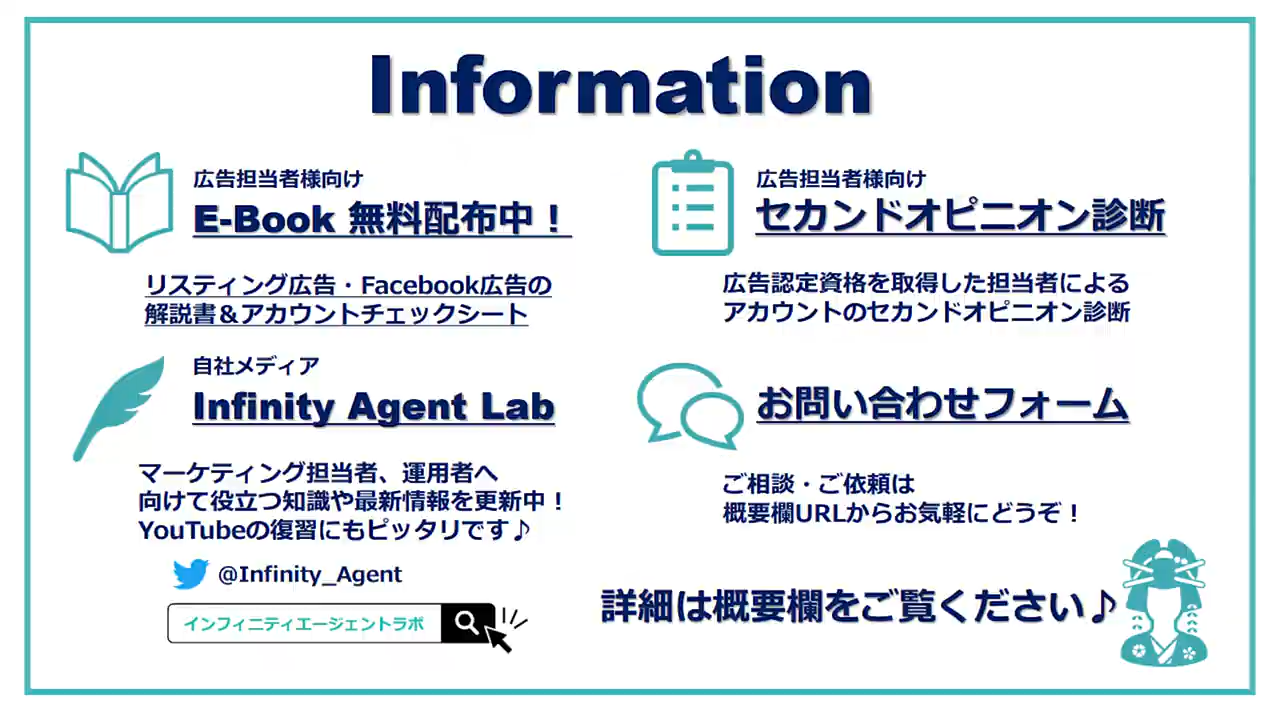 Information
広告担当者様向け
E-Book 無料配布中！
リスティング広告・Facebook広告の
解説書＆アカウントチェックシート
広告担当者様向け
セカンドオピニオン診断
広告認定資格を取得した担当者による
アカウントのセカンドオピニオン診断
自社メディア
Infinity Agent Lab
マーケティング担当者、運用者へ
向けて役立つ知識や最新情報を更新中！
YouTubeの復習にもピッタリです♪
@Infinity_Agent
インフィニティエージェントラボ
お問い合わせフォーム
ご相談・ご依頼は
概要欄URLからお気軽にどうぞ！
詳細は概要欄をご覧ください♪